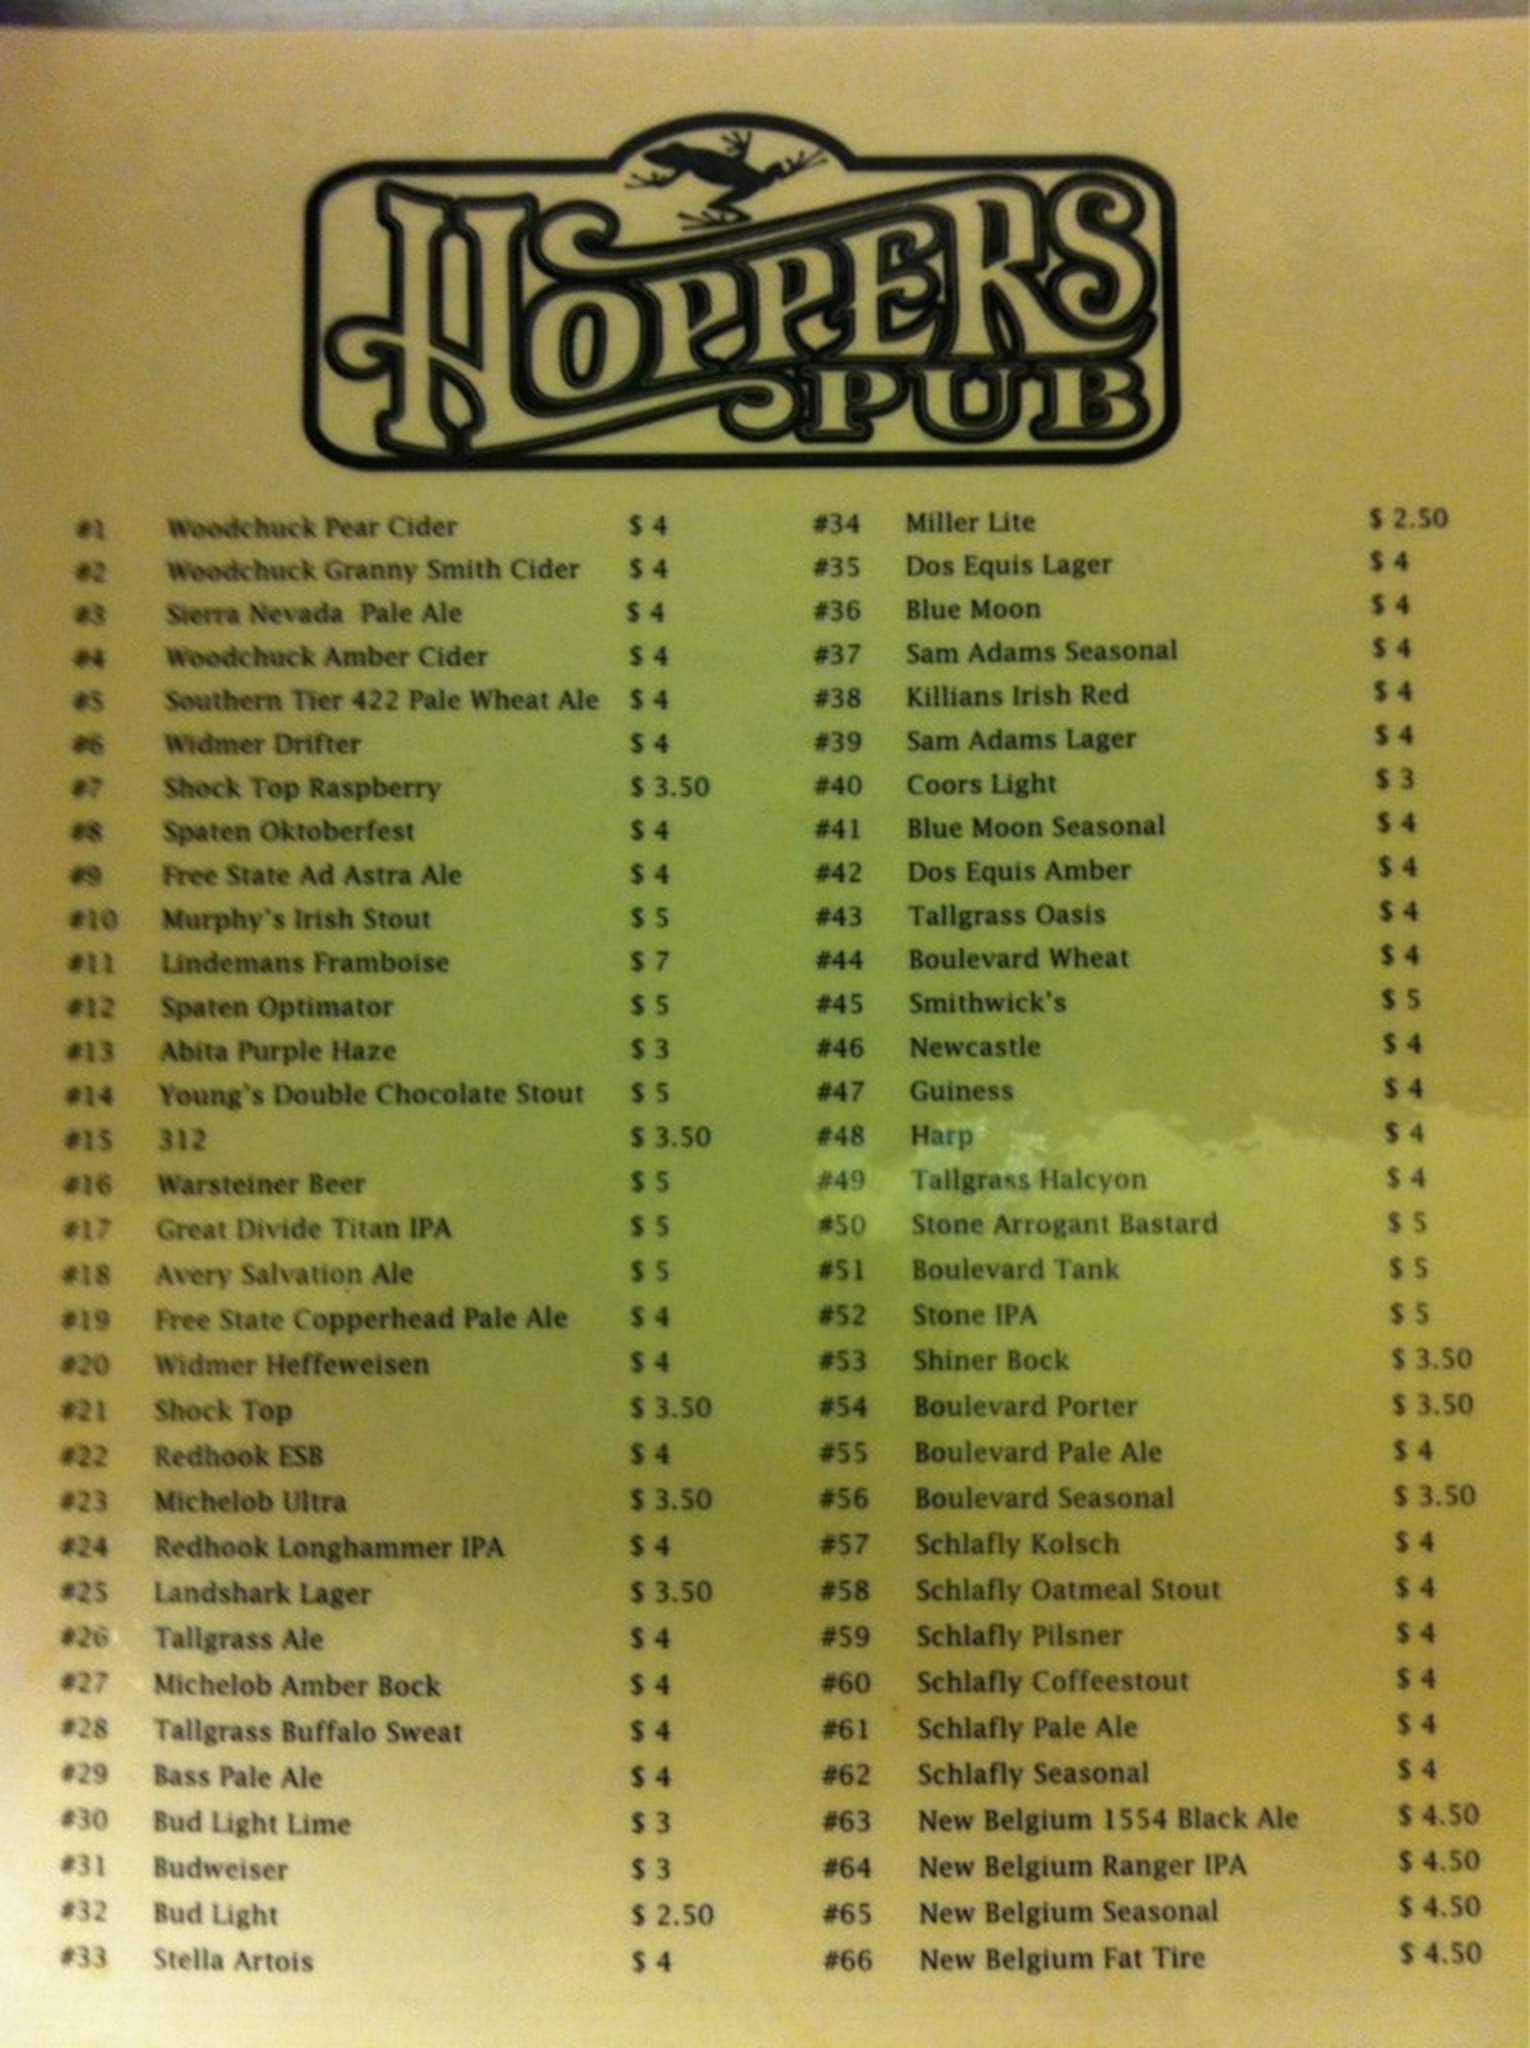 HOPPERS
PUB
#1 Woodchuck Pear Cider $ 4
#2 Woodchuck Granny Smith Cider $ 4
#3 Sierra Nevada Pale Ale $ 4
#4 Woodchuck Amber Cider $ 4
#5 Southern Tier 422 Pale Wheat Ale $ 4
#6 Widmer Drifter $ 4
#7 Shock Top Raspberry $ 3.50
#8 Spaten Oktoberfest $ 4
#9 Free State Ad Astra Ale $ 4
#10 Murphy's Irish Stout $ 5
#11 Lindemans Framboise $ 7
#12 Spaten Optimator $ 5
#13 Abita Purple Haze $ 3
#14 Young's Double Chocolate Stout $ 5
#15 312 $ 3.50
#16 Warsteiner Beer $ 5
#17 Great Divide Titan IPA $ 5
#18 Avery Salvation Ale $ 5
#19 Free State Copperhead Pale Ale $ 4
#20 Widmer Heffeweisen $ 4
#21 Shock Top $ 3.50
#22 Redhook ESB $ 4
#23 Michelob Ultra $ 3.50
#24 Redhook Longhammer IPA $ 4
#25 Landshark Lager $ 3.50
#26 Tallgrass Ale $ 4
#27 Michelob Amber Bock $ 4
#28 Tallgrass Buffalo Sweat $ 4
#29 Bass Pale Ale $ 4
#30 Bud Light Lime $ 3
#31 Budweiser $ 3
#32 Bud Light $ 2.50
#33 Stella Artois $ 4
#34 Miller Lite $ 2.50
#35 Dos Equis Lager $ 4
#36 Blue Moon $ 4
#37 Sam Adams Seasonal $ 4
#38 Killians Irish Red $ 4
#39 Sam Adams Lager $ 4
#40 Coors Light $ 3
#41 Blue Moon Seasonal $ 4
#42 Dos Equis Amber $ 4
#43 Tallgrass Oasis $ 4
#44 Boulevard Wheat $ 4
#45 Smithwick's $ 5
#46 Newcastle $ 4
#47 Guiness $ 4
#48 Harp $ 4
#49 Tallgrass Halcyon $ 4
#50 Stone Arrogant Bastard $ 5
#51 Boulevard Tank $ 5
#52 Stone IPA $ 5
#53 Shiner Bock $ 3.50
#54 Boulevard Porter $ 3.50
#55 Boulevard Pale Ale $ 4
#56 Boulevard Seasonal $ 3.50
#57 Schlafly Kolsch $ 4
#58 Schlafly Oatmeal Stout $ 4
#59 Schlafly Pilsner $ 4
#60 Schlafly Coffeestout $ 4
#61 Schlafly Pale Ale $ 4
#62 Schlafly Seasonal $ 4
#63 New Belgium 1554 Black Ale $ 4.50
#64 New Belgium Ranger IPA $ 4.50
#65 New Belgium Seasonal $ 4.50
#66 New Belgium Fat Tire $ 4.50